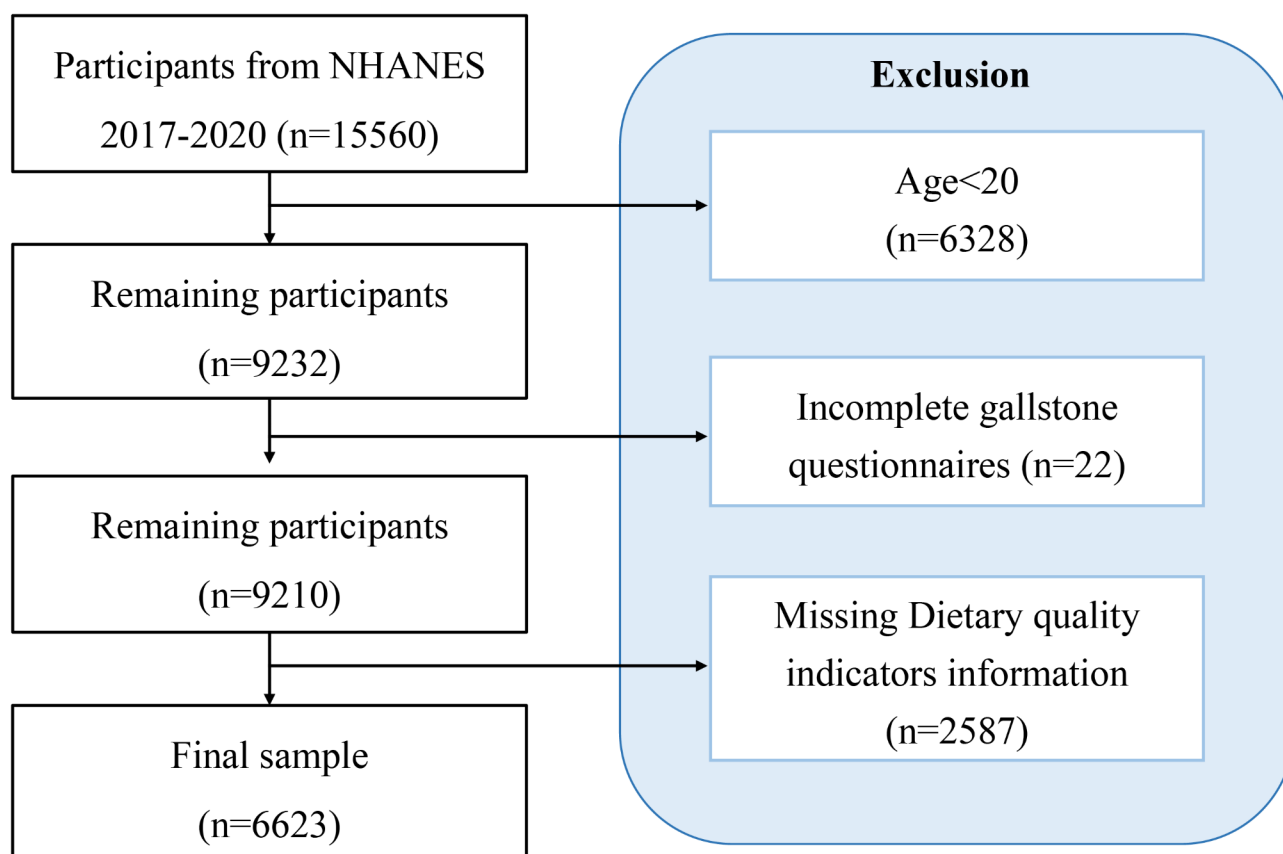 Participants from NHANES
2017-2020 (n=15560)
Exclusion
Age<20
(n=6328)
Remaining participants
(n=9232)
Incomplete gallstone
questionnaires (n=22)
Remaining participants
(n=9210)
Missing Dietary quality
indicators information
(n=2587)
Final sample
(n=6623)